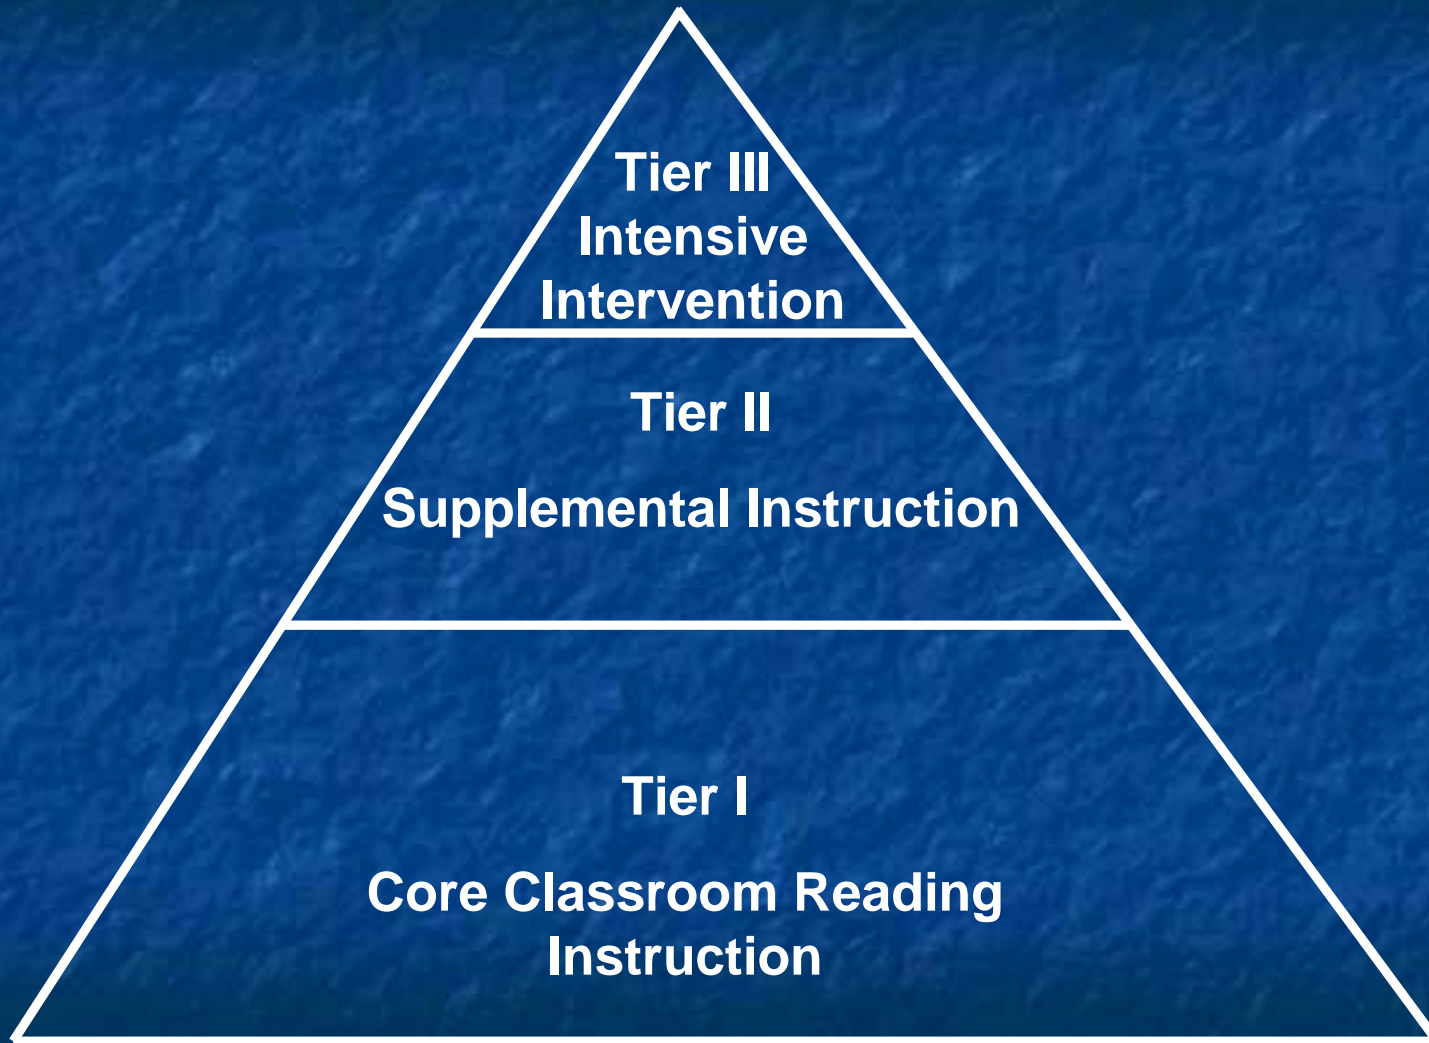 Tier III
Intensive
Intervention
Tier II
Supplemental Instruction
Tier I
Core Classroom Reading
Instruction